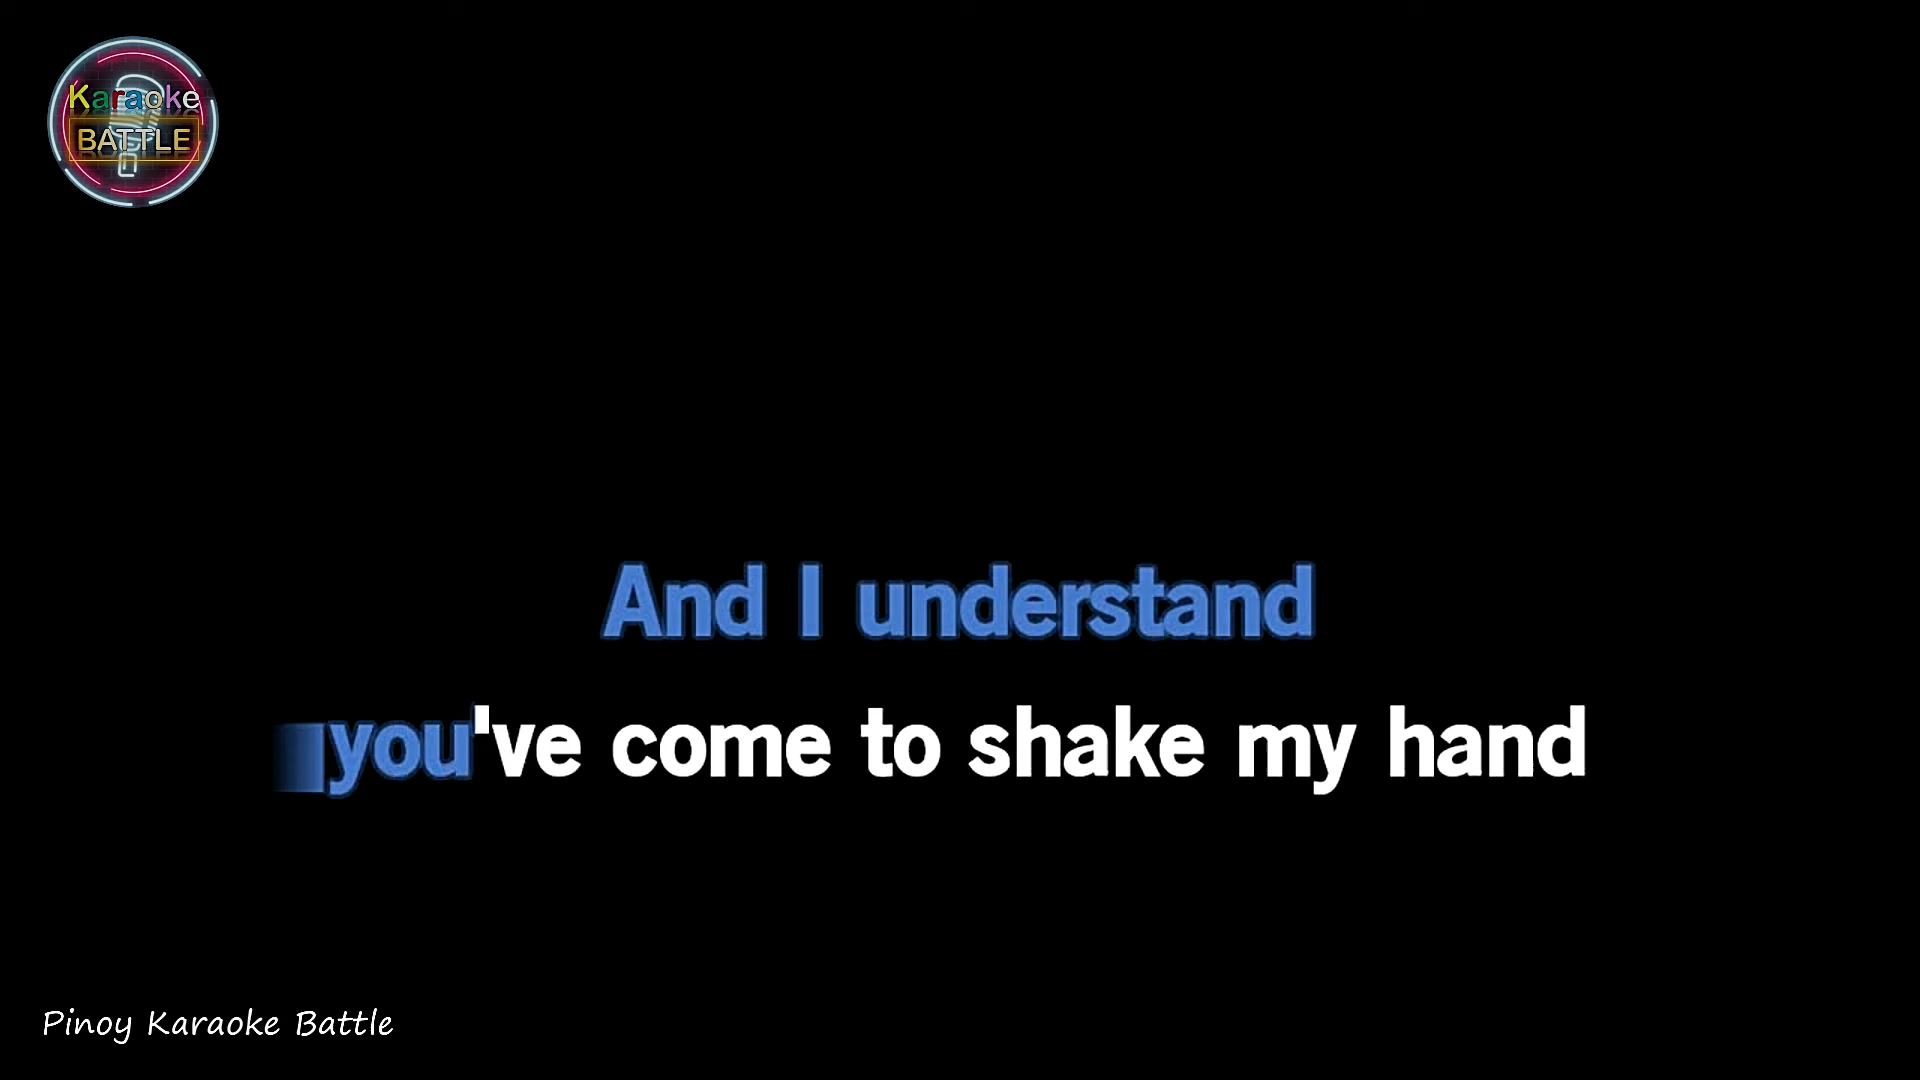 Karaoke
BATTLE
And I understand
you've come to shake my hand
Pinoy Karaoke Battle